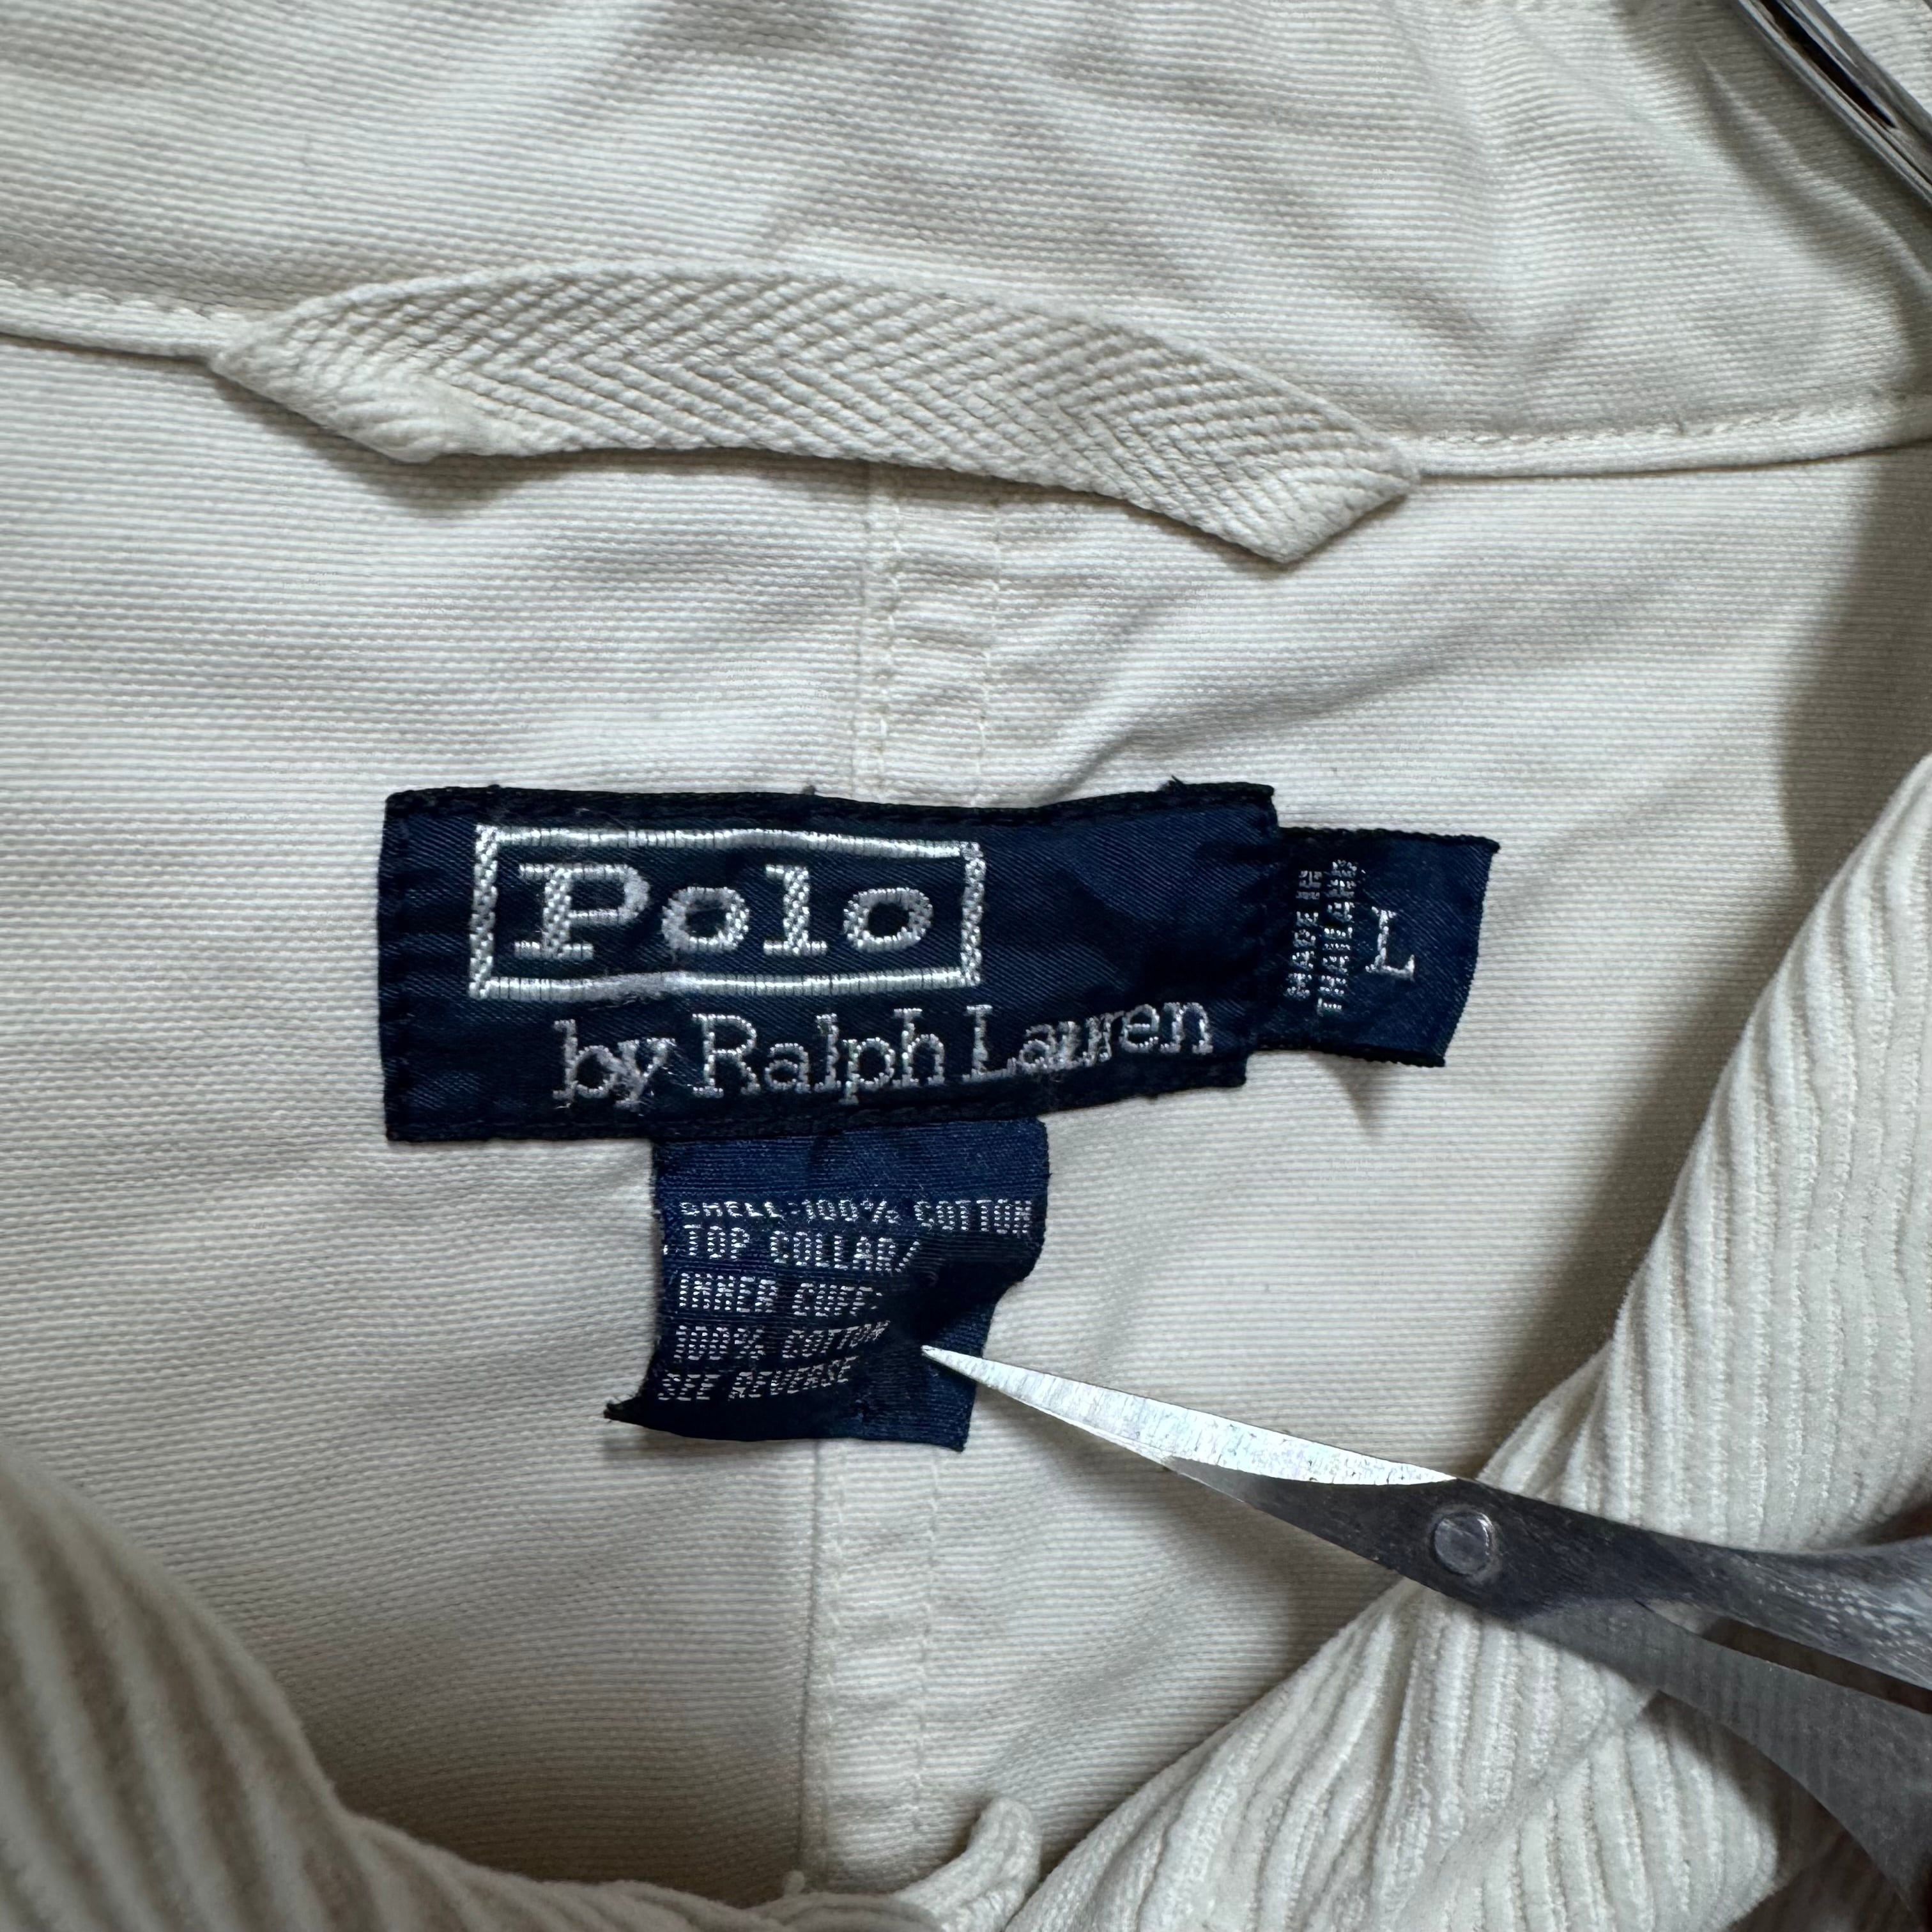 Polo
by Ralph Lauren
MADE IN
THAILAND
L
SHELL:100% COTTON
TOP COLLAR/
INNER CUFF:
100% COTTON
SEE REVERSE